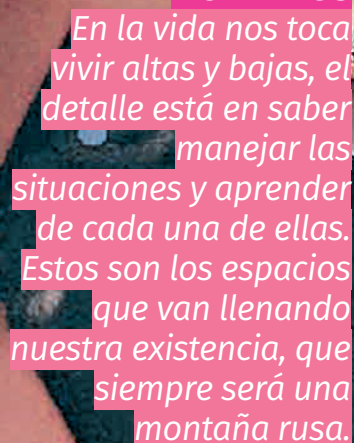 En la vida nos toca
vivir altas y bajas, el
detalle está en saber
manejar las
situaciones y aprender
de cada una de ellas.
Estos son los espacios
que van llenando
nuestra existencia, que
siempre será una
montaña rusa.